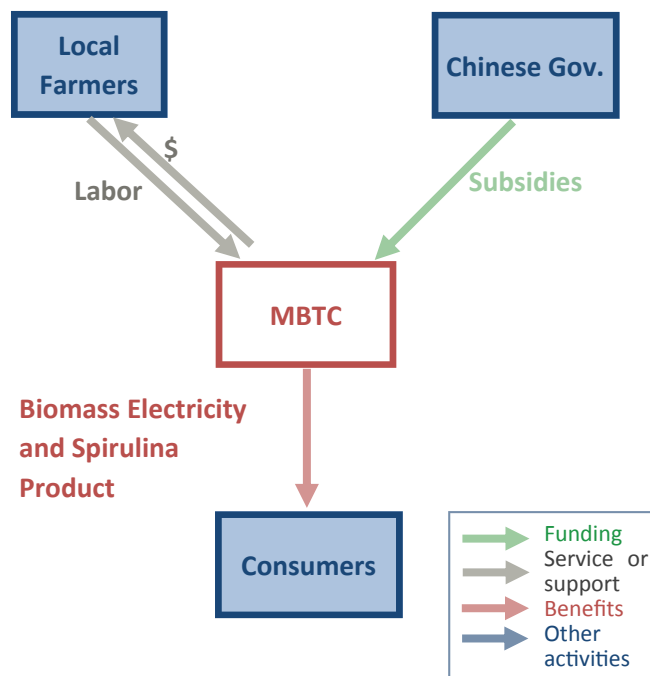 Local
Farmers
Chinese Gov.
$
Labor
Subsidies
MBTC
Biomass Electricity
and Spirulina
Product
Consumers
Funding
Service or
support
Benefits
Other
activities